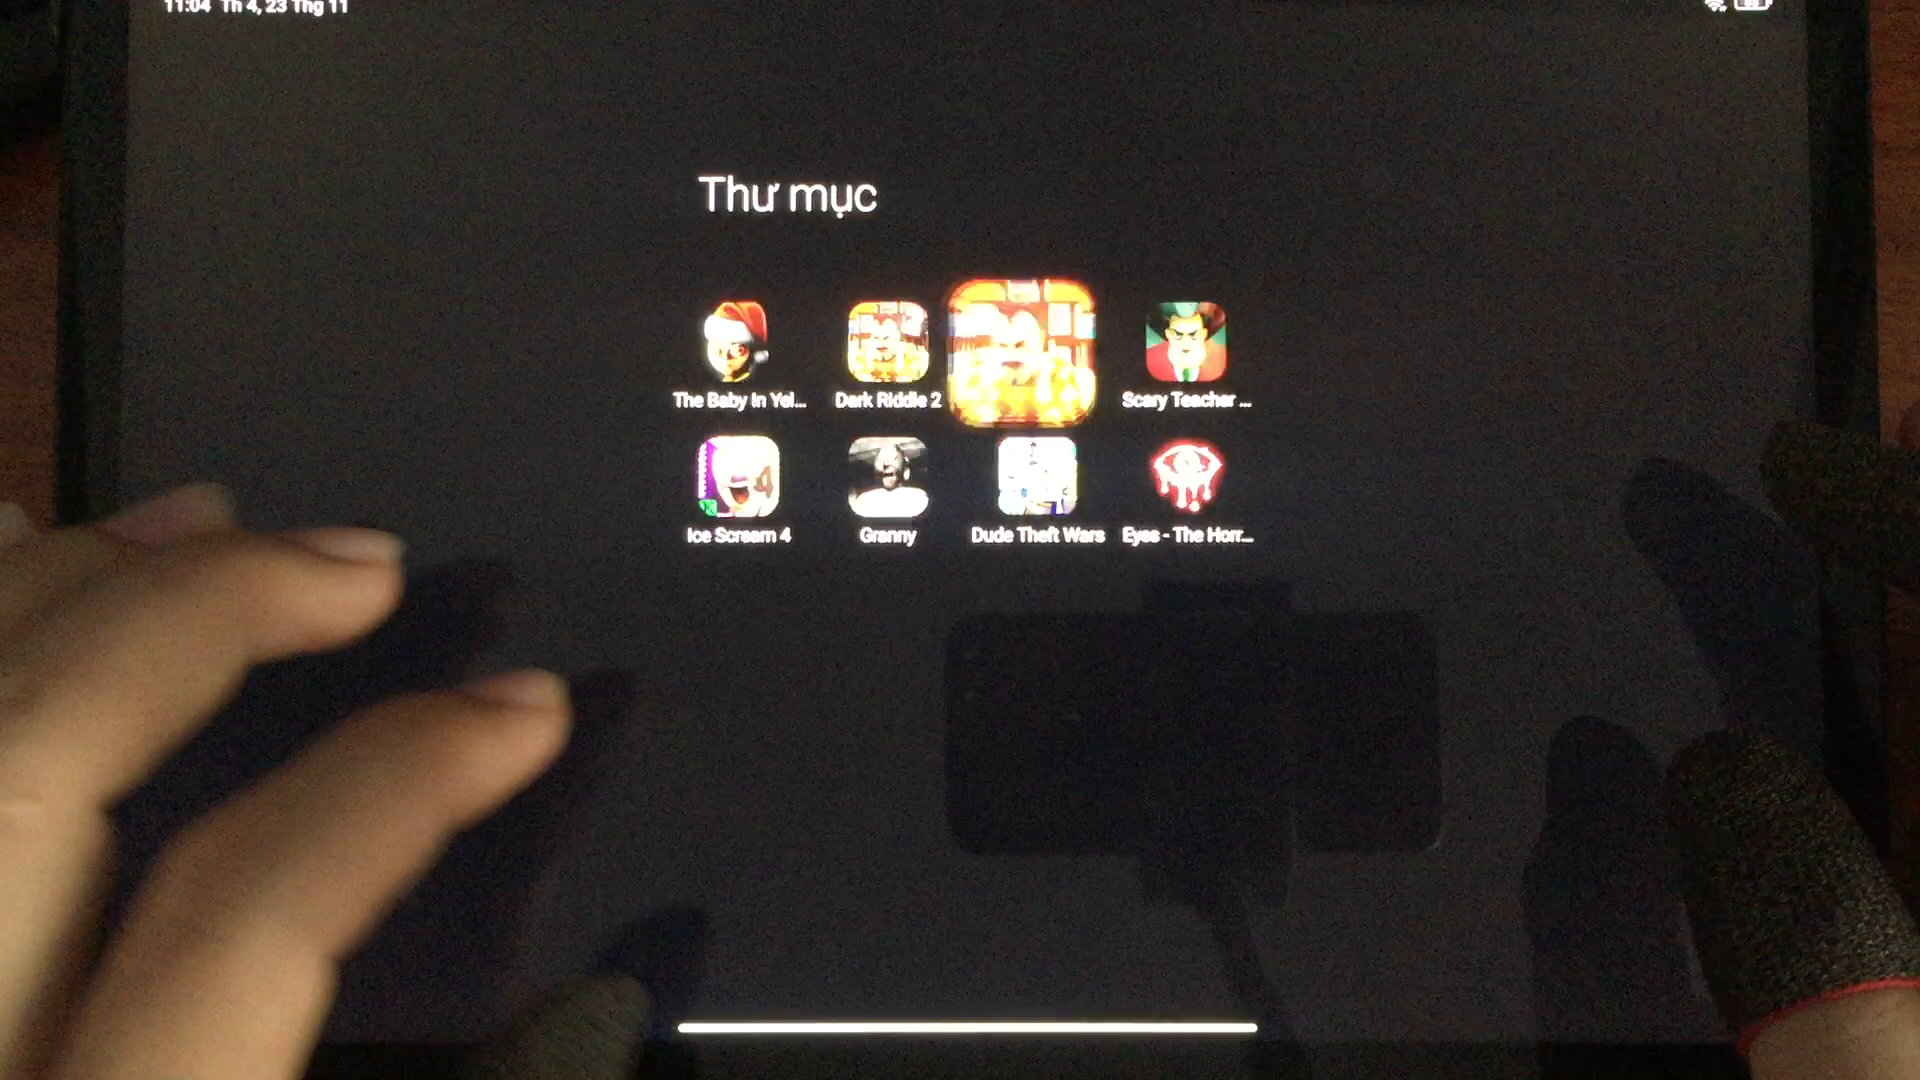 11:04 Th 4, 23 Thg 11
Thư mục
The Baby In Yel...
Dark Riddle 2
Scary Teacher ...
Ice Scream 4
Granny
Dude Theft Wars
Eyes - The Horr...